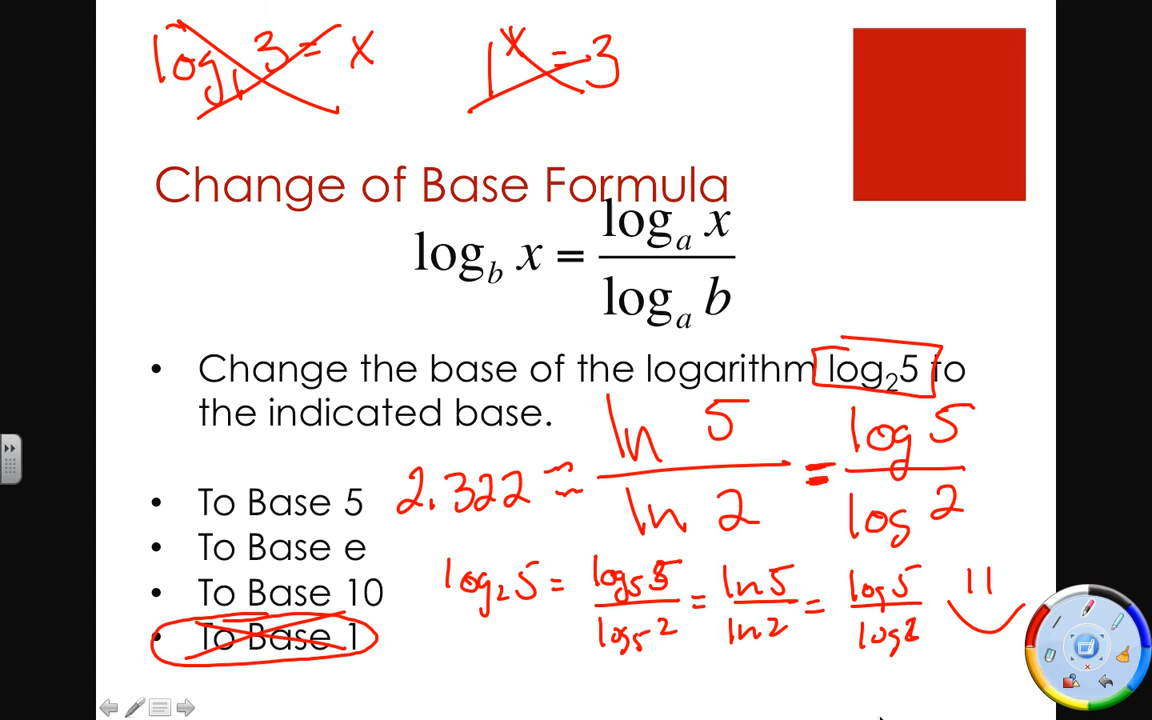 log₁ 3 = x
1ˣ = 3
Change of Base Formula
log_b x = log_a x / log_a b
• Change the base of the logarithm log₂5 to
the indicated base.
2.322 ≈ ln 5 / ln 2 = log 5 / log 2
• To Base 5
• To Base e
• To Base 10
log₂5 = log₅5 / log₅2 = ln5 / ln2 = log5 / log2
• To Base 1